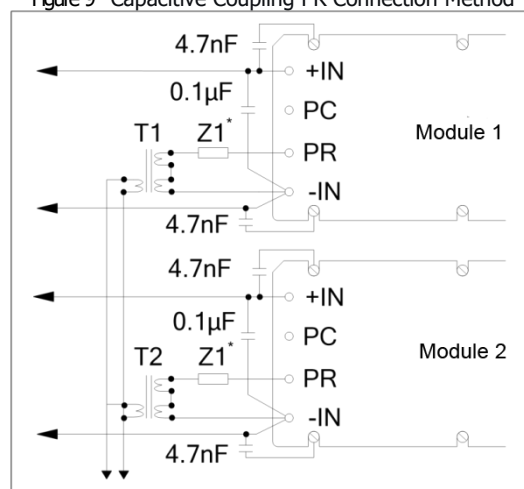 Figure 9 Capacitive Coupling PR Connection Method
4.7nF
+IN
0.1μF
PC
Module 1
T1
Z1*
PR
-IN
4.7nF
4.7nF
+IN
0.1μF
PC
Module 2
T2
Z1*
PR
-IN
4.7nF